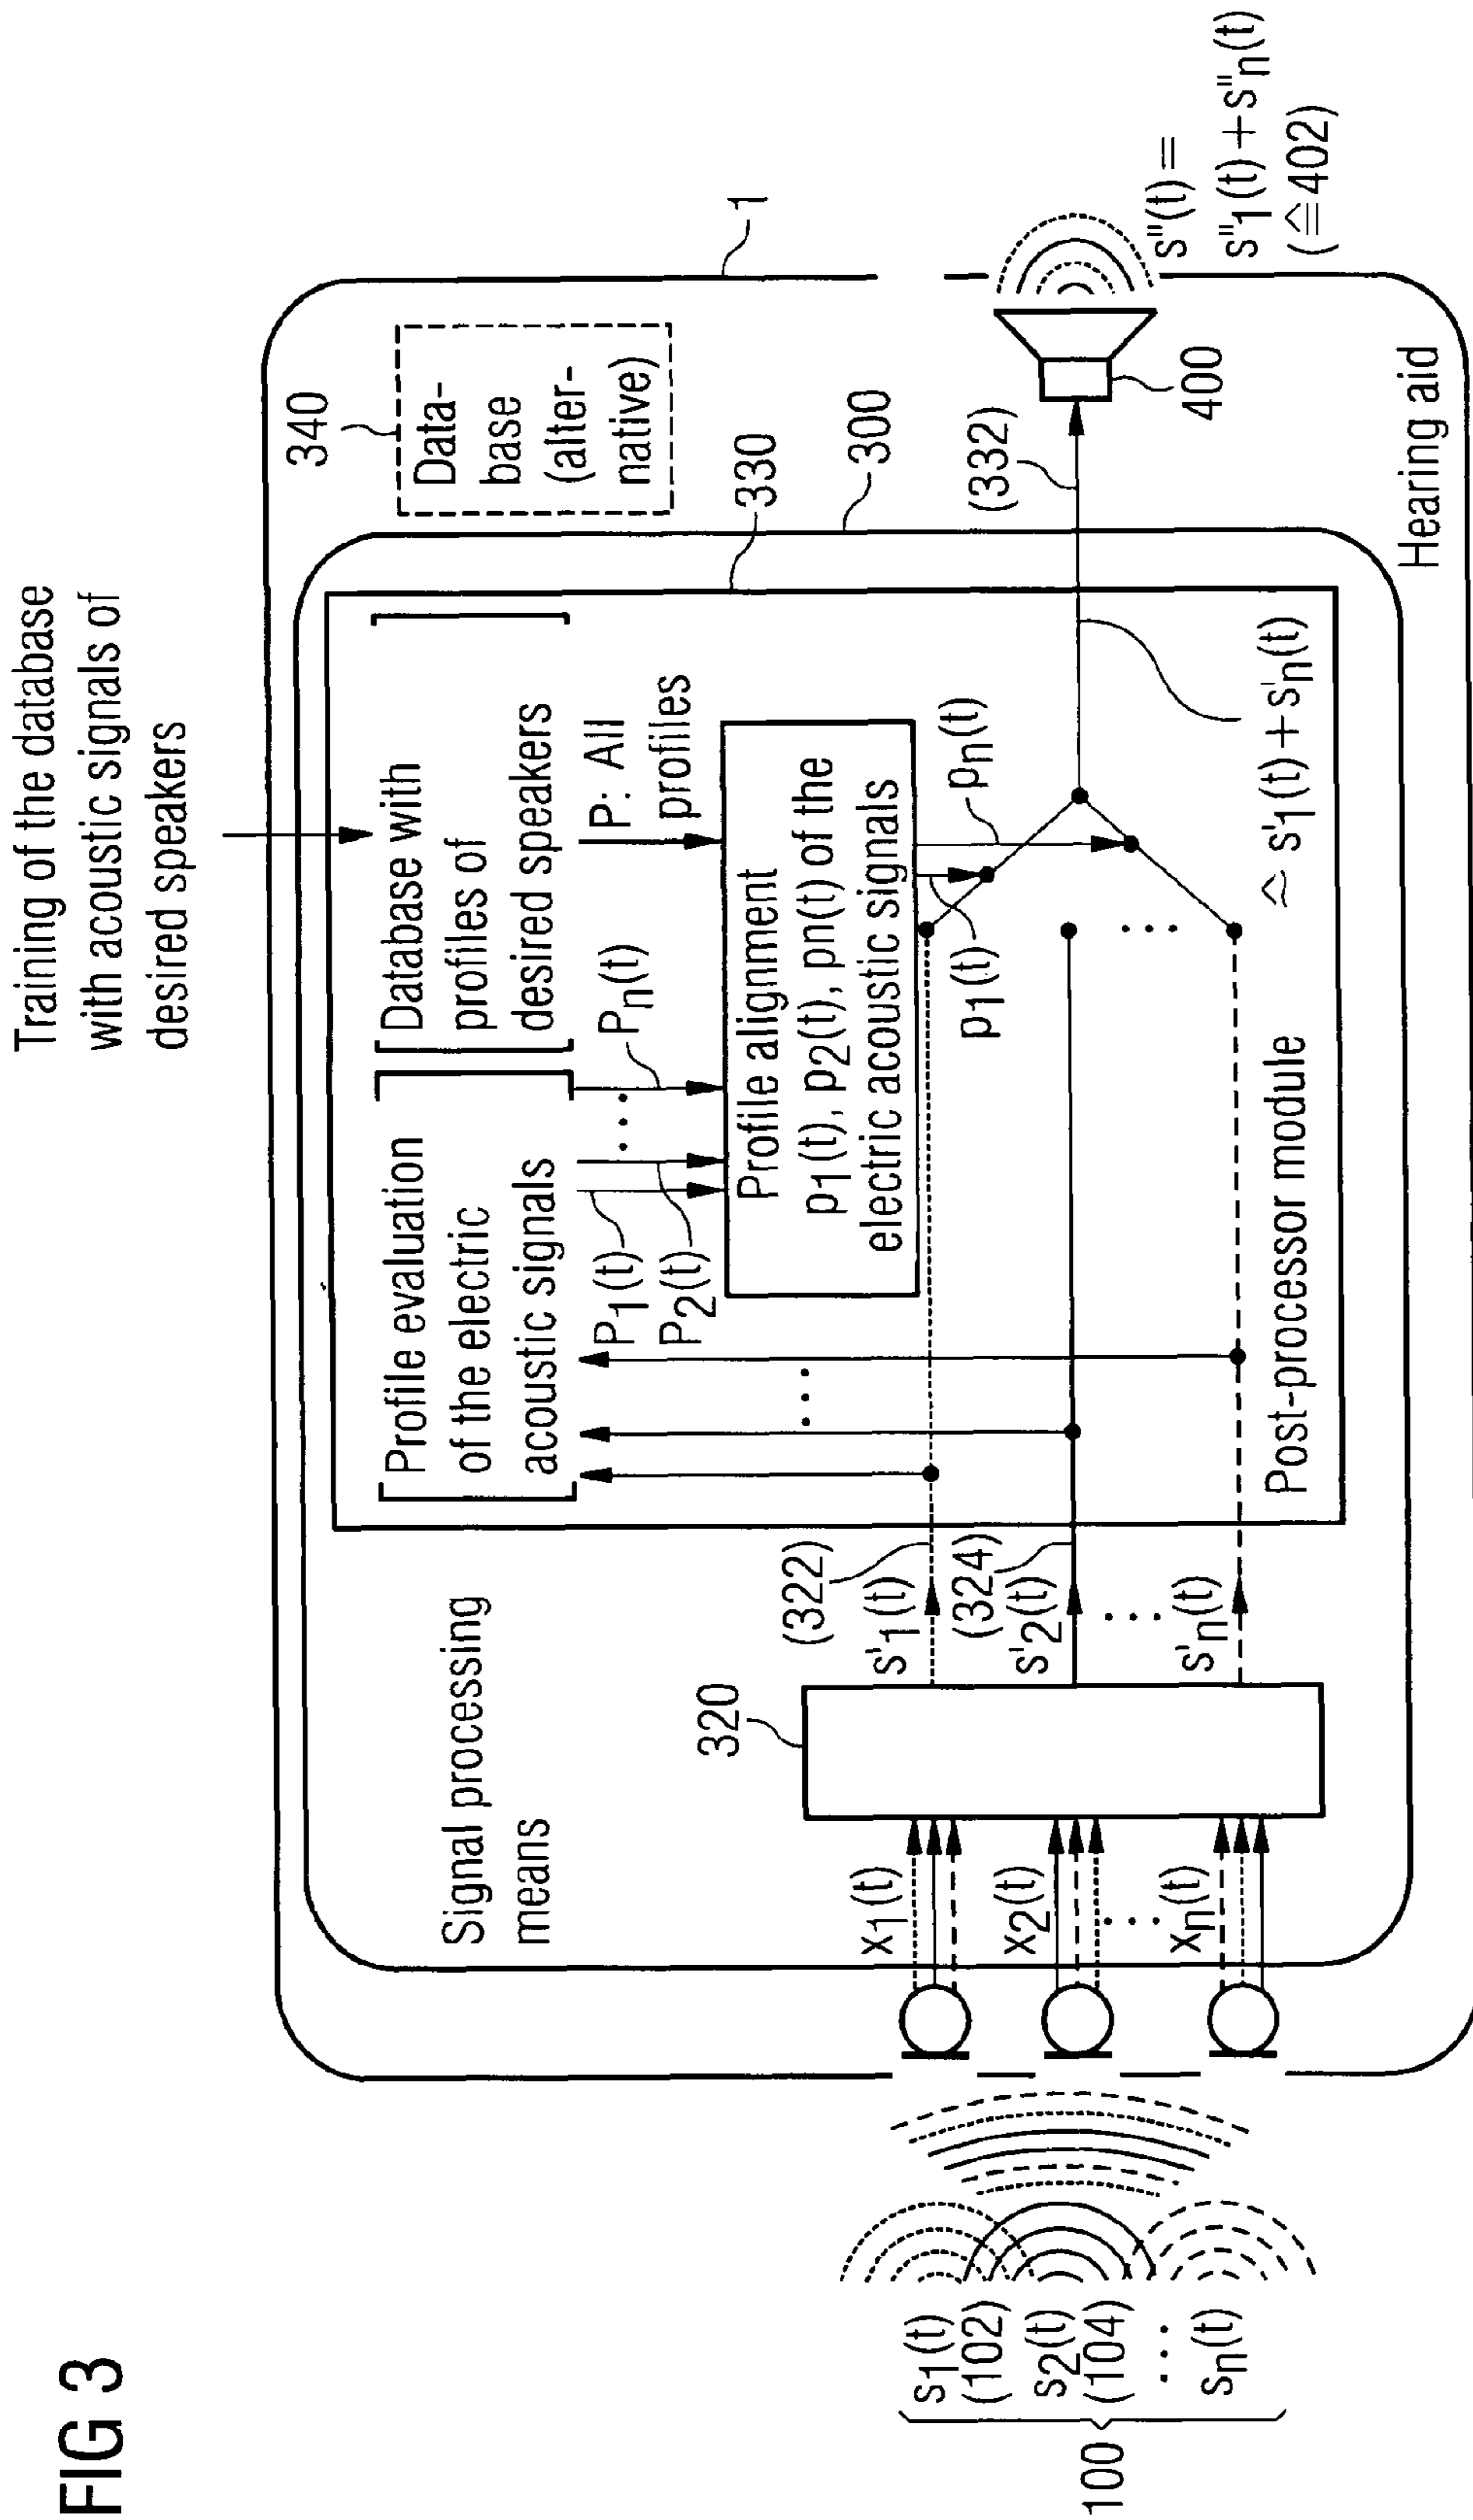 FIG 3
Training of the database
with acoustic signals of
desired speakers
340
Data-
base
(alter-
native)
1
330
300
Signal processing
means
Profile evaluation
of the electric
acoustic signals
Database with
profiles of
desired speakers
P1(t)
P2(t)
Pn(t)
P: All
profiles
Profile alignment
p1(t), p2(t), pn(t) of the
electric acoustic signals
p1(t)
pn(t)
320
(322)
s'1(t)
(324)
s'2(t)
s'n(t)
x1(t)
x2(t)
xn(t)
100
s1(t)
(102)
s2(t)
(104)
sn(t)
Post-processor module
~ s'1(t)+s'n(t)
(332)
400
s"(t)=
s"1(t)+s"n(t)
(≙402)
Hearing aid